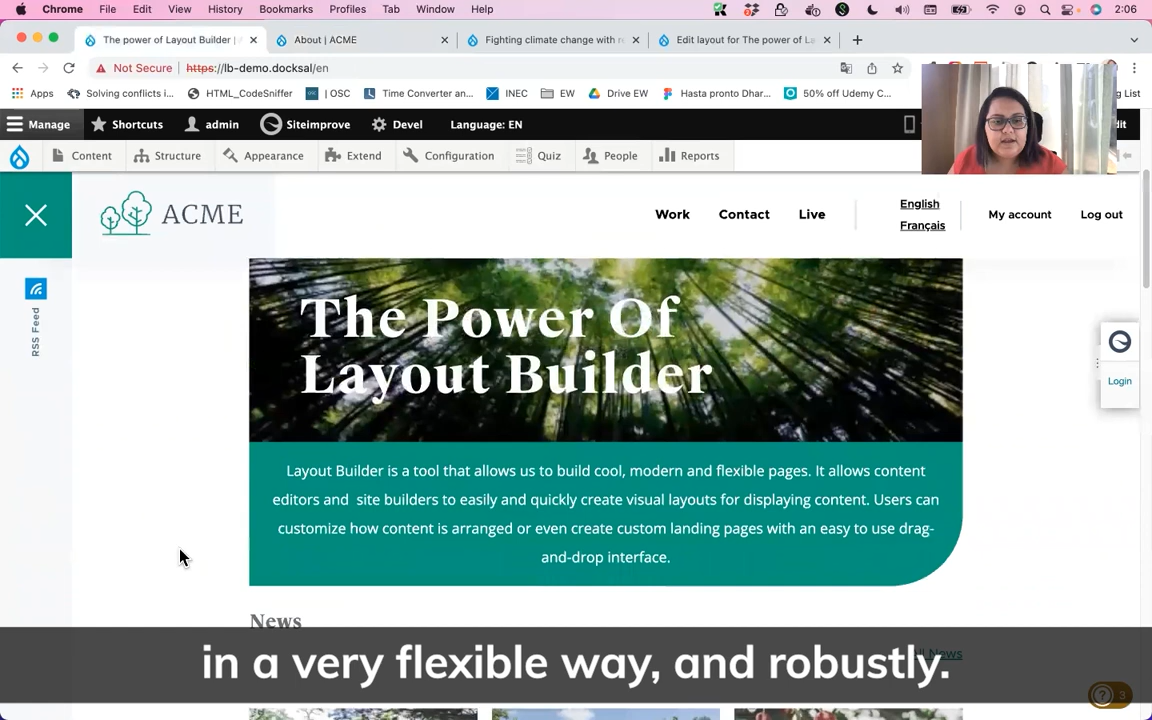 Chrome File Edit View History Bookmarks Profiles Tab Window Help 2:06
The power of Layout Builder | About | ACME Fighting climate change with r Edit layout for The power of La
Not Secure https://lb-demo.docksal/en
Apps Solving conflicts i... HTML_CodeSniffer | OSC Time Converter an... INEC EW Drive EW Hasta pronto Dhar... 50% off Udemy C...
Manage Shortcuts admin Siteimprove Devel Language: EN
Content Structure Appearance Extend Configuration Quiz People Reports
ACME
Work Contact Live
English
Français
My account Log out
RSS Feed
The Power Of
Layout Builder
Login
Layout Builder is a tool that allows us to build cool, modern and flexible pages. It allows content
editors and site builders to easily and quickly create visual layouts for displaying content. Users can
customize how content is arranged or even create custom landing pages with an easy to use drag-
and-drop interface.
News
in a very flexible way, and robustly.
3